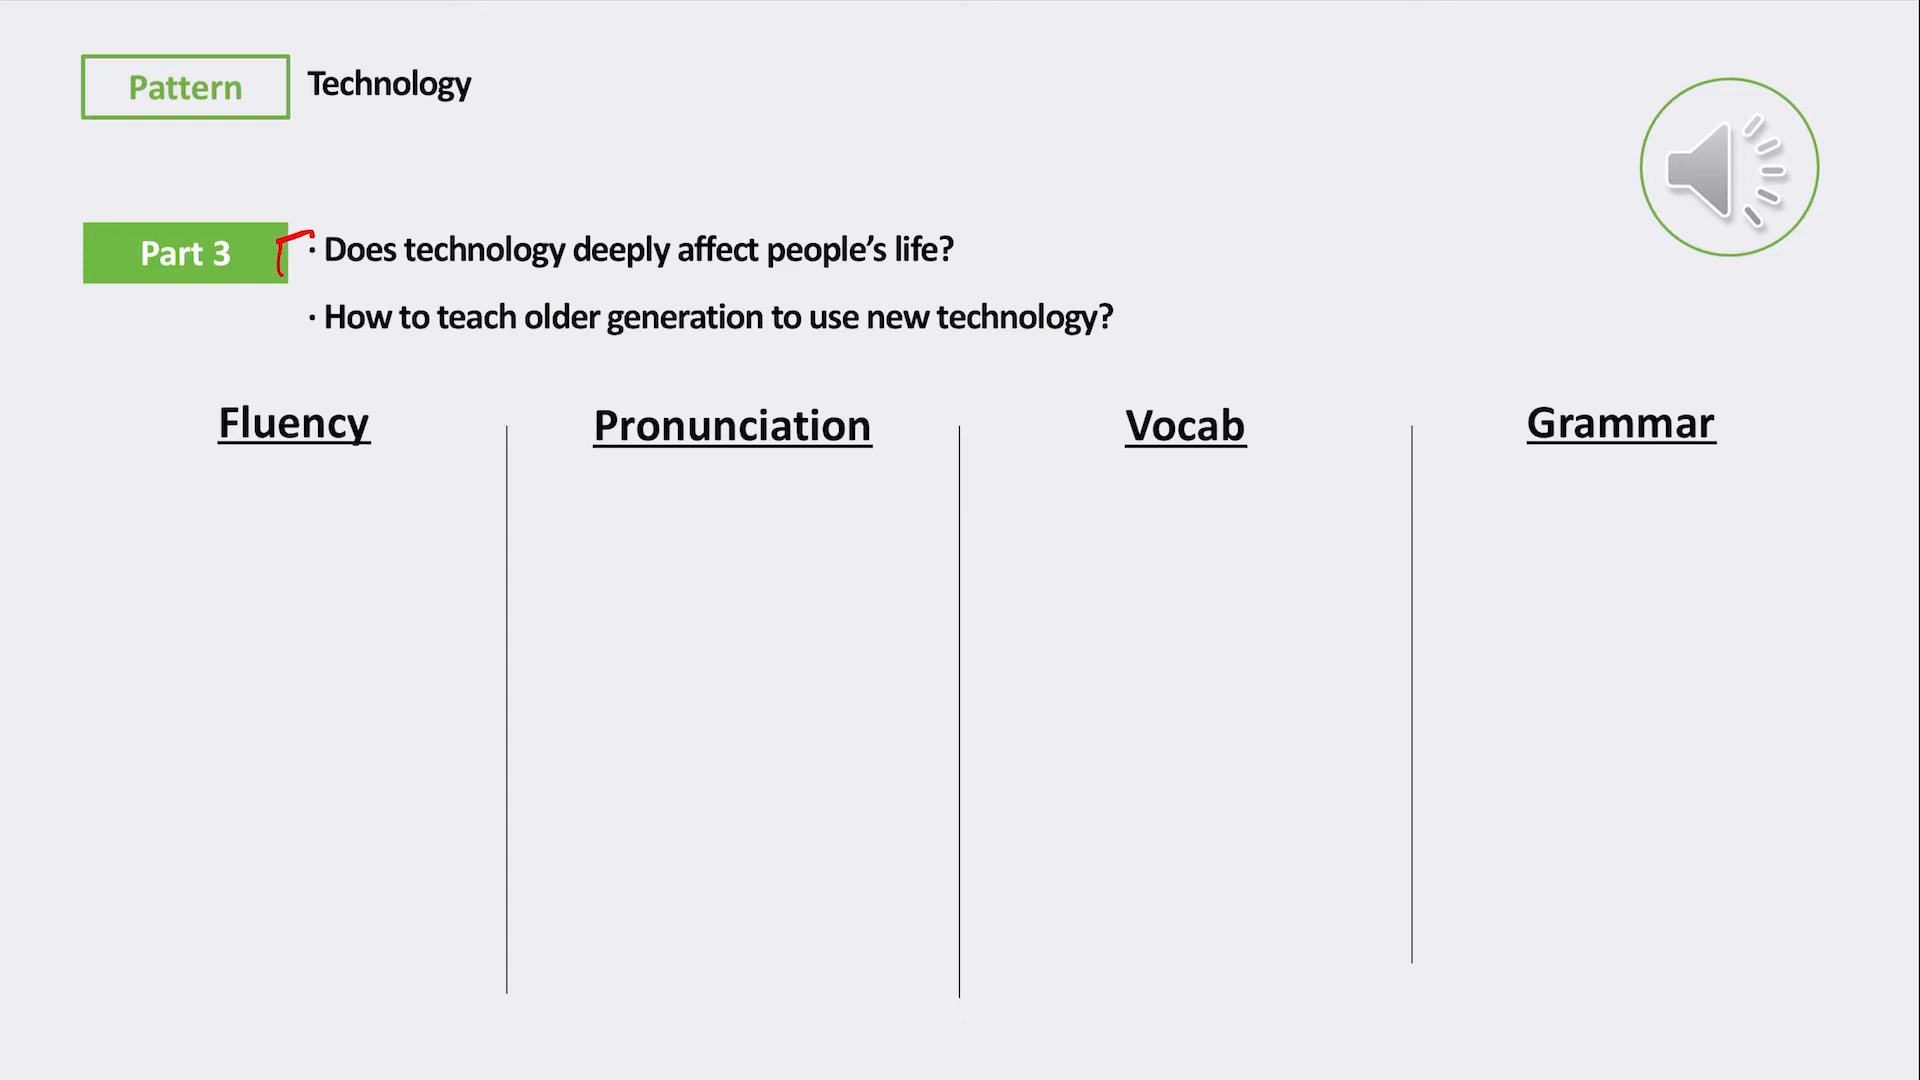 Pattern Technology
Part 3 · Does technology deeply affect people’s life?
· How to teach older generation to use new technology?
Fluency Pronunciation Vocab Grammar